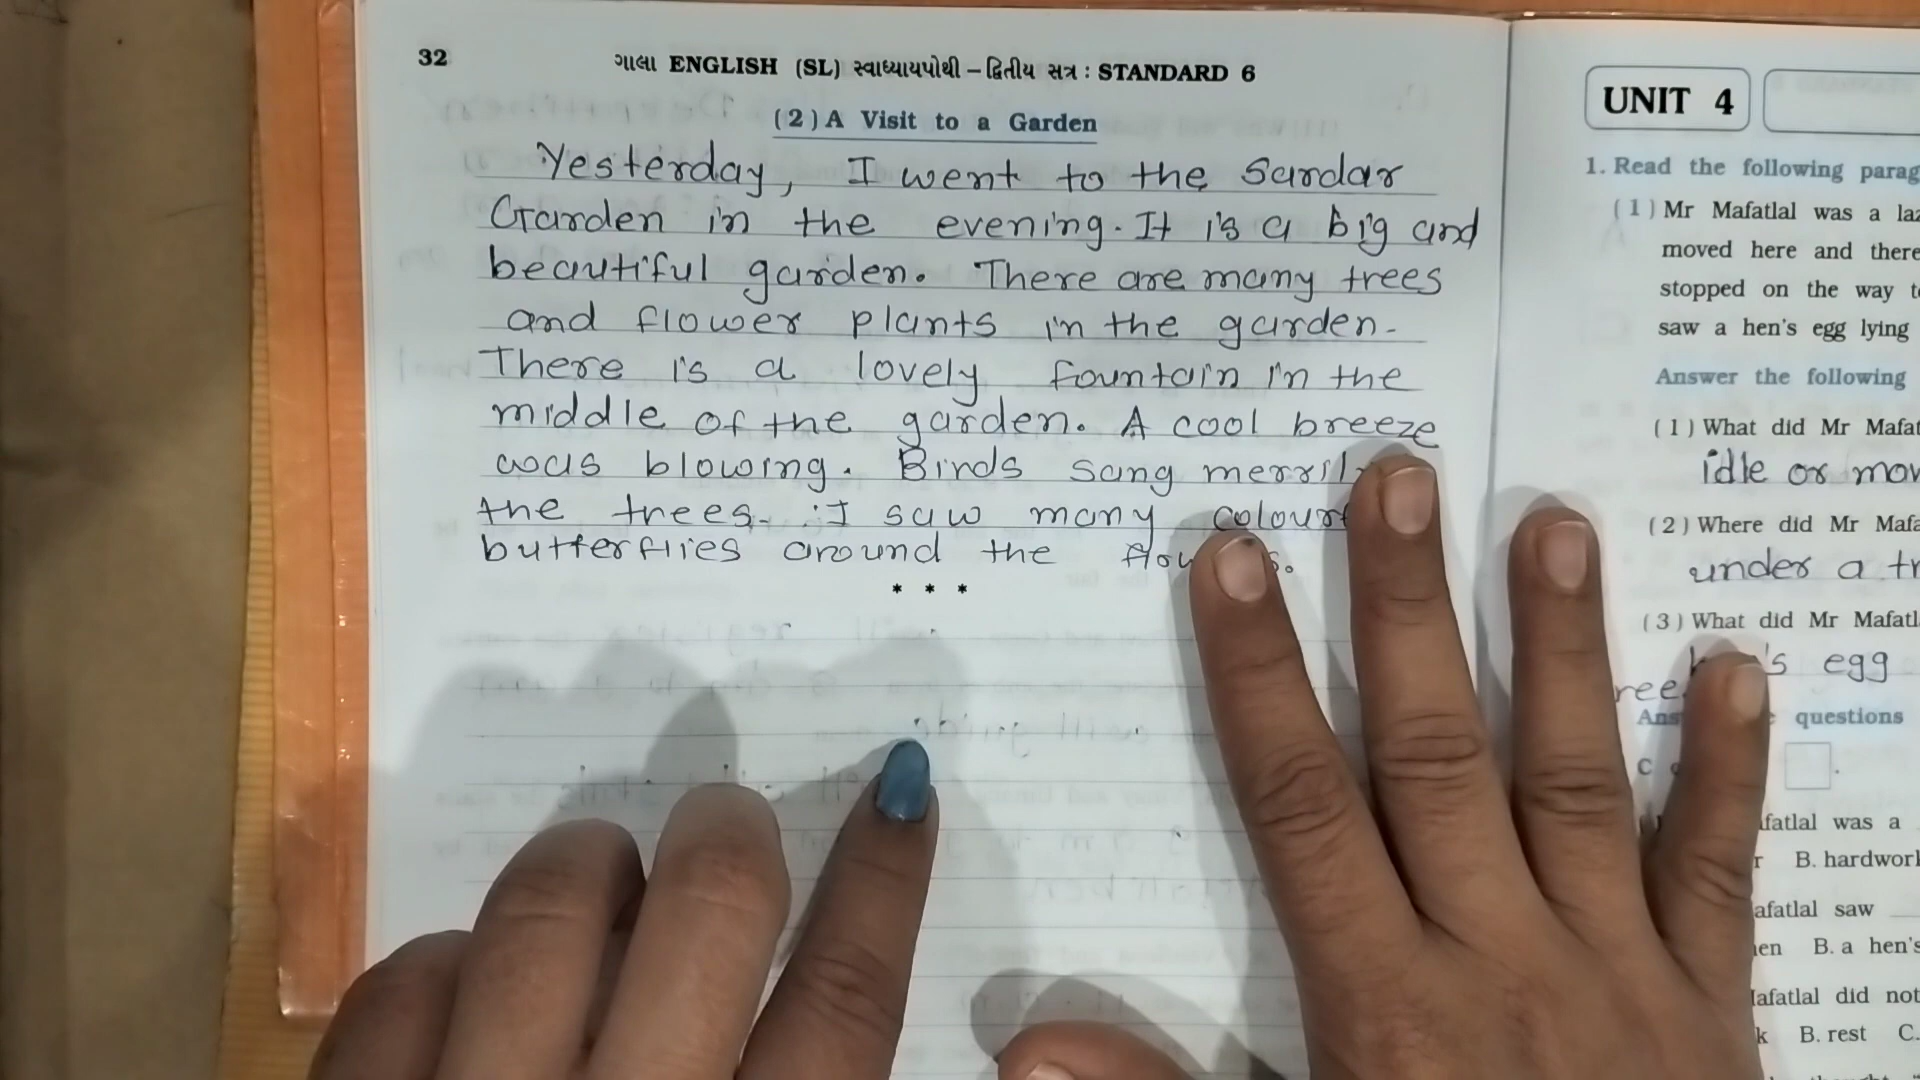 32
ગાલા ENGLISH (SL) સ્વાધ્યાયપોથી – દ્વિતીય સત્ર : STANDARD 6
(2) A Visit to a Garden
Yesterday, I went to the Sardar
Garden in the evening. It is a big and
beautiful garden. There are many trees
and flower plants in the garden.
There is a lovely fountain in the
middle of the garden. A cool breeze
was blowing. Birds sang
the trees. I saw many
butterflies around the
* * *
UNIT 4
1. Read the following
(1) Mr Mafatlal was a
moved here and there
stopped on the way
saw a hen's egg lying
Answer the following
(1) What did Mr
idle or
(2) Where did Mr
under a
(3) What did Mr
egg
questions
C
was a
B.
saw
B. a hen's
did not
B. rest C.